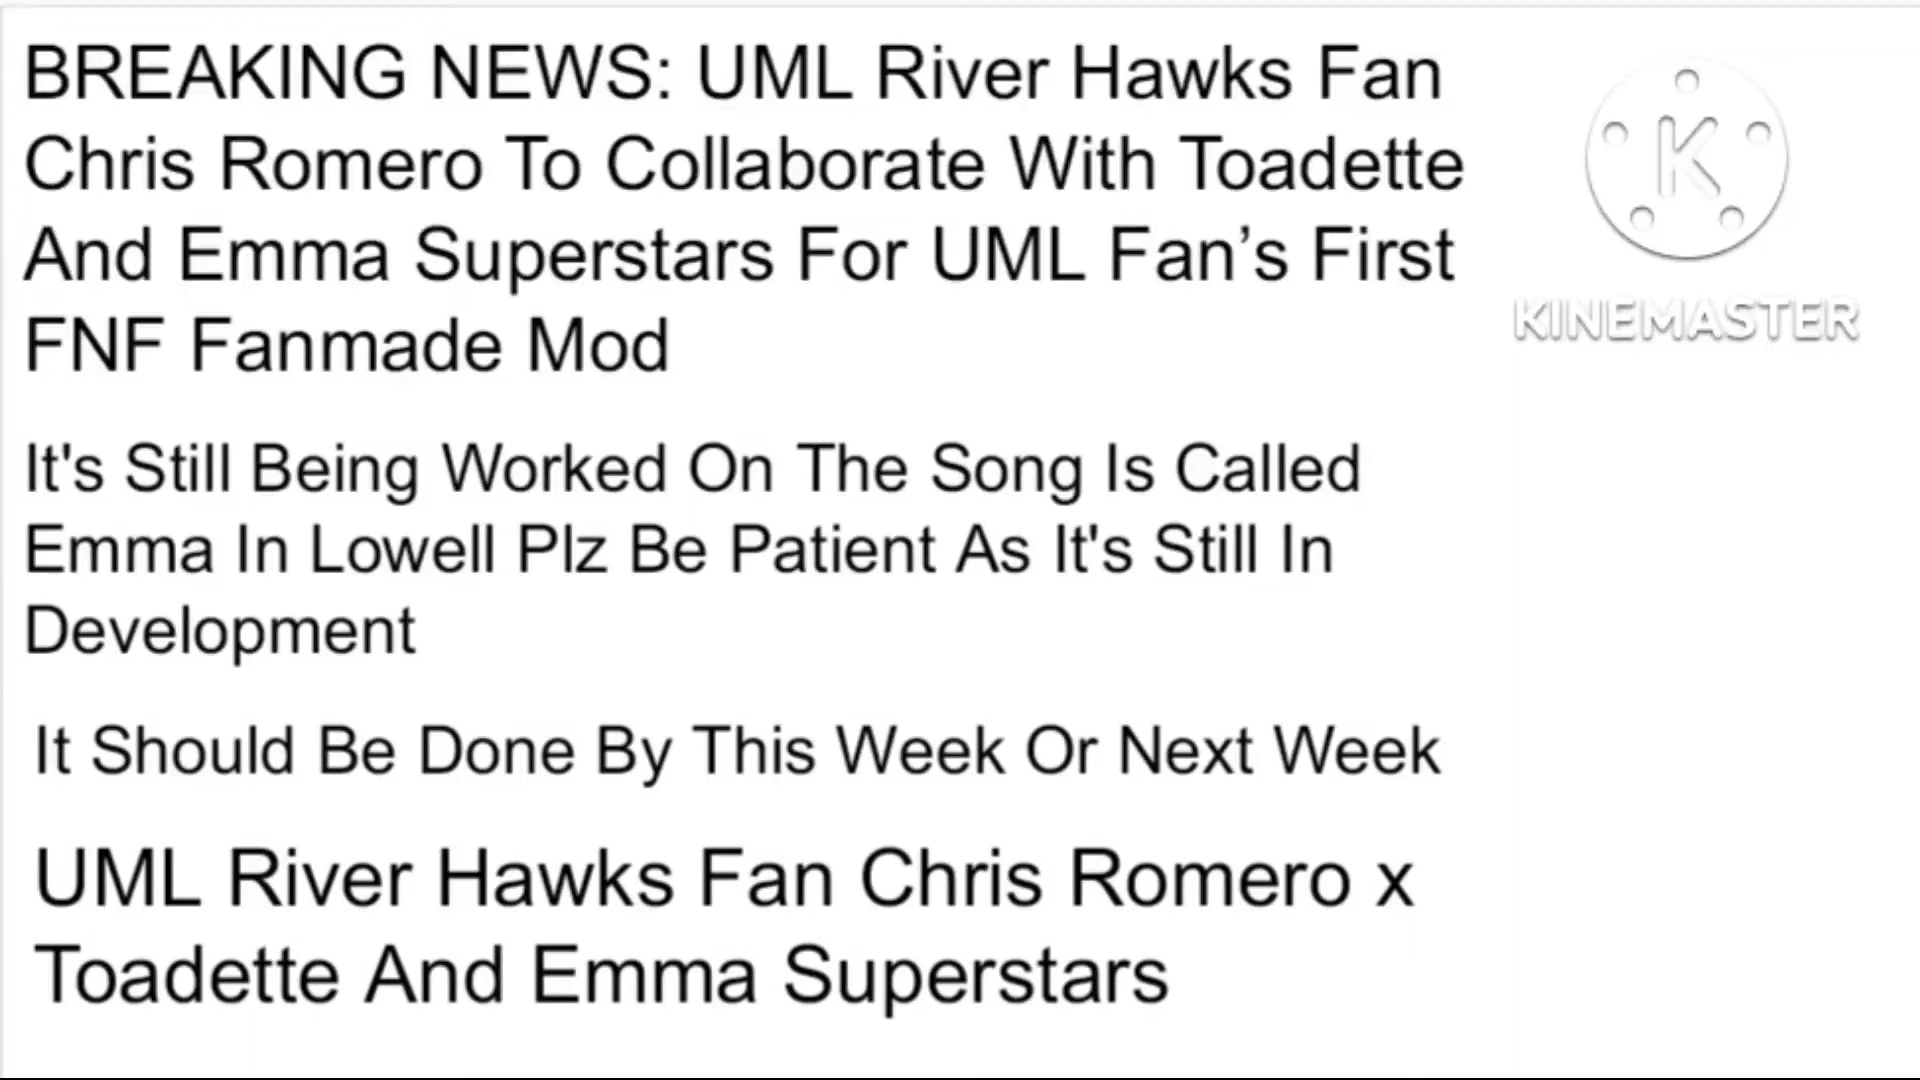 BREAKING NEWS: UML River Hawks Fan
Chris Romero To Collaborate With Toadette
And Emma Superstars For UML Fan’s First
FNF Fanmade Mod
K
KINEMASTER
It's Still Being Worked On The Song Is Called
Emma In Lowell Plz Be Patient As It's Still In
Development
It Should Be Done By This Week Or Next Week
UML River Hawks Fan Chris Romero x
Toadette And Emma Superstars